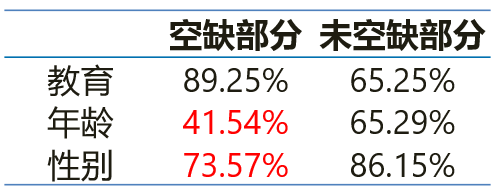 空缺部分 未空缺部分
教育 89.25% 65.25%
年龄 41.54% 65.29%
性别 73.57% 86.15%